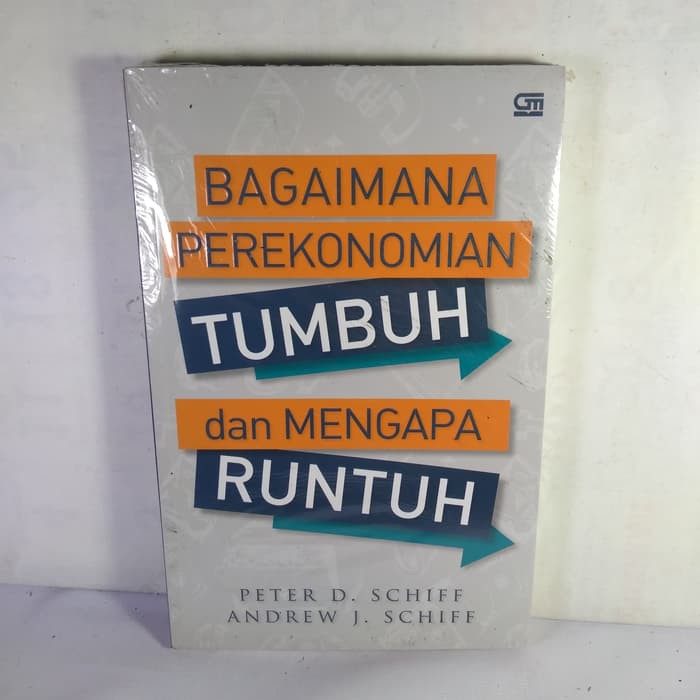 BAGAIMANA
PEREKONOMIAN
TUMBUH
dan MENGAPA
RUNTUH
PETER D. SCHIFF
ANDREW J. SCHIFF